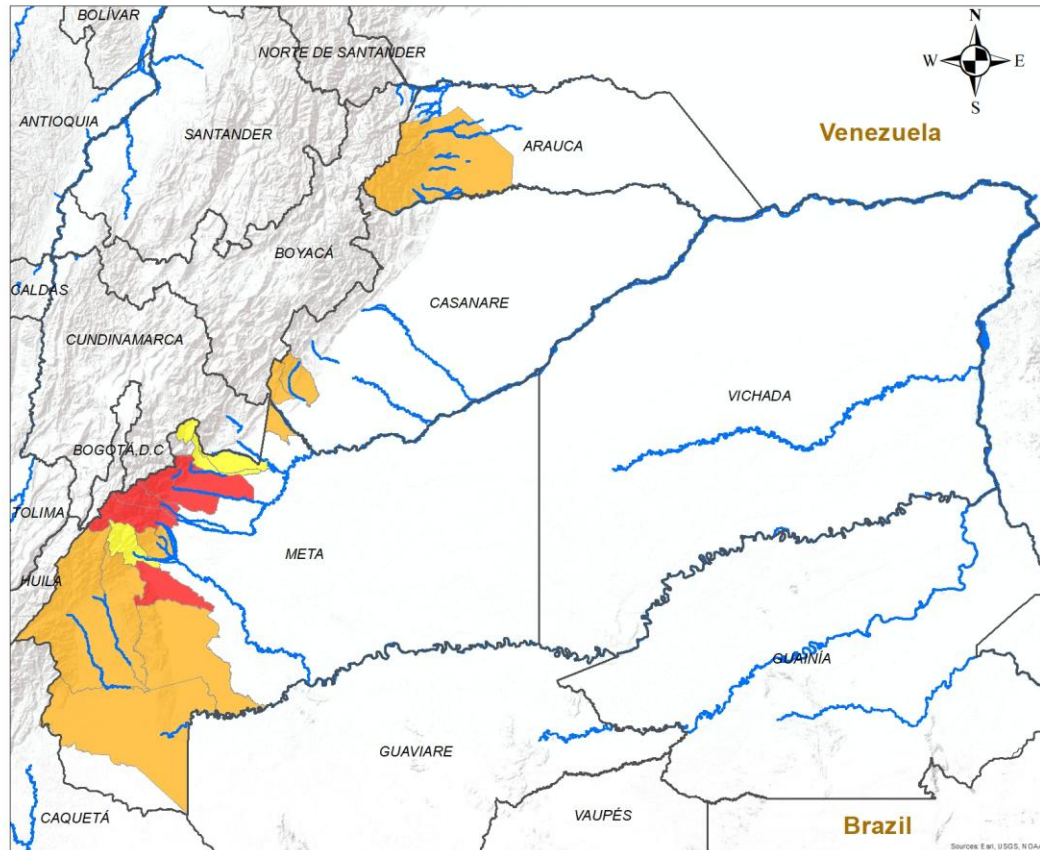 BOLÍVAR
N
NORTE DE SANTANDER
W
E
S
ANTIOQUIA
SANTANDER
ARAUCA
Venezuela
BOYACÁ
CALDAS
CASANARE
CUNDINAMARCA
VICHADA
BOGOTÁ,D.C
TOLIMA
META
HUILA
GUAINÍA
GUAVIARE
CAQUETÁ
VAUPÉS
Brazil
Sources: Esri, USGS, NOAA